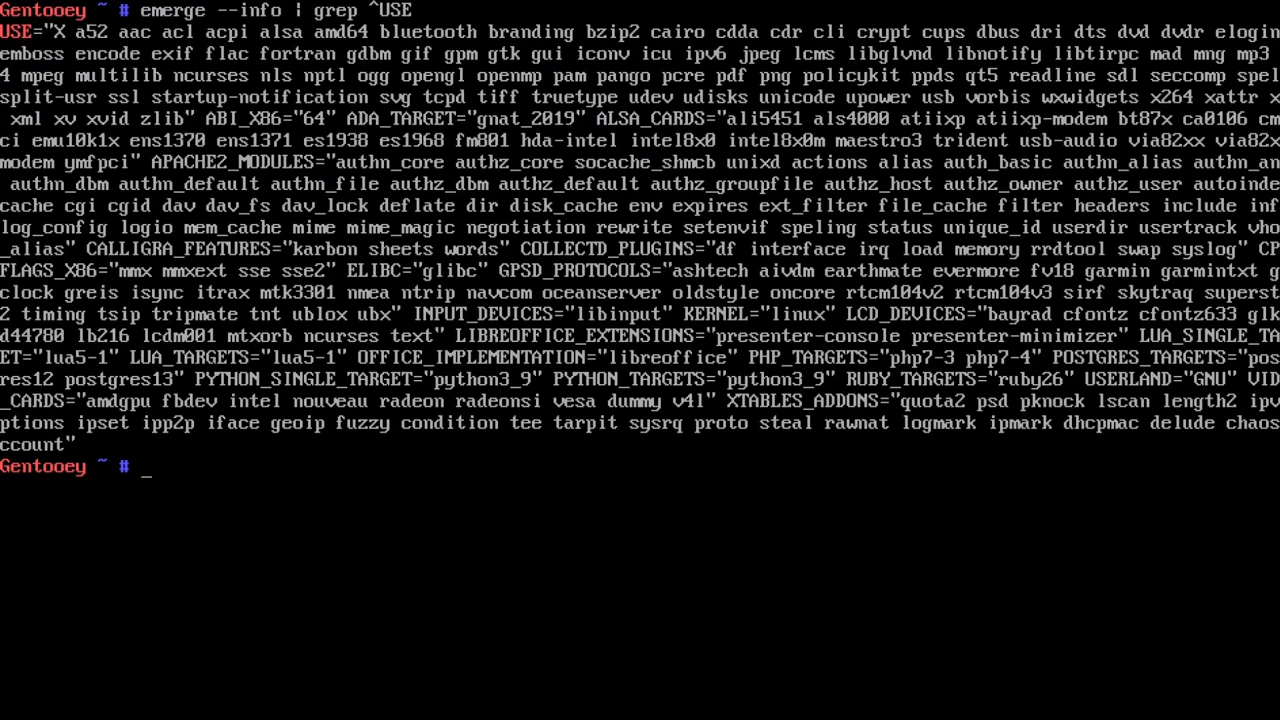 Gentooey ~ # emerge --info | grep ^USE
USE="X a52 aac acl acpi alsa amd64 bluetooth branding bzip2 cairo cdda cdr cli crypt cups dbus dri dts dvd dvdr elogin
emboss encode exif flac fortran gdbm gif gpm gtk gui iconv icu ipv6 jpeg lcms libglvnd libnotify libtirpc mad mng mp3
4 mpeg multilib ncurses nls nptl ogg opengl openmp pam pango pcre pdf png policykit ppds qt5 readline sdl seccomp spel
split-usr ssl startup-notification svg tcpd tiff truetype udev udisks unicode upower usb vorbis wxwidgets x264 xattr x
xml xv xvid zlib" ABI_X86="64" ADA_TARGET="gnat_2019" ALSA_CARDS="ali5451 als4000 atiixp atiixp-modem bt87x ca0106 cm
ci emu10k1x ens1370 ens1371 es1938 es1968 fm801 hda-intel intel8x0 intel8x0m maestro3 trident usb-audio via82xx via82x
modem ymfpci" APACHE2_MODULES="authn_core authz_core socache_shmcb unixd actions alias auth_basic authn_alias authn_an
authn_dbm authn_default authn_file authz_dbm authz_default authz_groupfile authz_host authz_owner authz_user autoinde
cache cgi cgid dav dav_fs dav_lock deflate dir disk_cache env expires ext_filter file_cache filter headers include inf
log_config logio mem_cache mime mime_magic negotiation rewrite setenvif speling status unique_id userdir usertrack vho
_alias" CALLIGRA_FEATURES="karbon sheets words" COLLECTD_PLUGINS="df interface irq load memory rrdtool swap syslog" CP
FLAGS_X86="mmx mmxext sse sse2" ELIBC="glibc" GPSD_PROTOCOLS="ashtech aivdm earthmate evermore fv18 garmin garmintxt g
clock greis isync itrax mtk3301 nmea ntrip navcom oceanserver oldstyle oncore rtcm104v2 rtcm104v3 sirf skytraq superst
2 timing tsip tripmate tnt ublox ubx" INPUT_DEVICES="libinput" KERNEL="linux" LCD_DEVICES="bayrad cfontz cfontz633 glk
d44780 lb216 lcdm001 mtxorb ncurses text" LIBREOFFICE_EXTENSIONS="presenter-console presenter-minimizer" LUA_SINGLE_TA
ET="lua5-1" LUA_TARGETS="lua5-1" OFFICE_IMPLEMENTATION="libreoffice" PHP_TARGETS="php7-3 php7-4" POSTGRES_TARGETS="pos
res12 postgres13" PYTHON_SINGLE_TARGET="python3_9" PYTHON_TARGETS="python3_9" RUBY_TARGETS="ruby26" USERLAND="GNU" VID
_CARDS="amdgpu fbdev intel nouveau radeon radeonsi vesa dummy v4l" XTABLES_ADDONS="quota2 psd pknock lscan length2 ipv
ptions ipset ipp2p iface geoip fuzzy condition tee tarpit sysrq proto steal rawnat logmark ipmark dhcpmac delude chaos
ccount"
Gentooey ~ # _